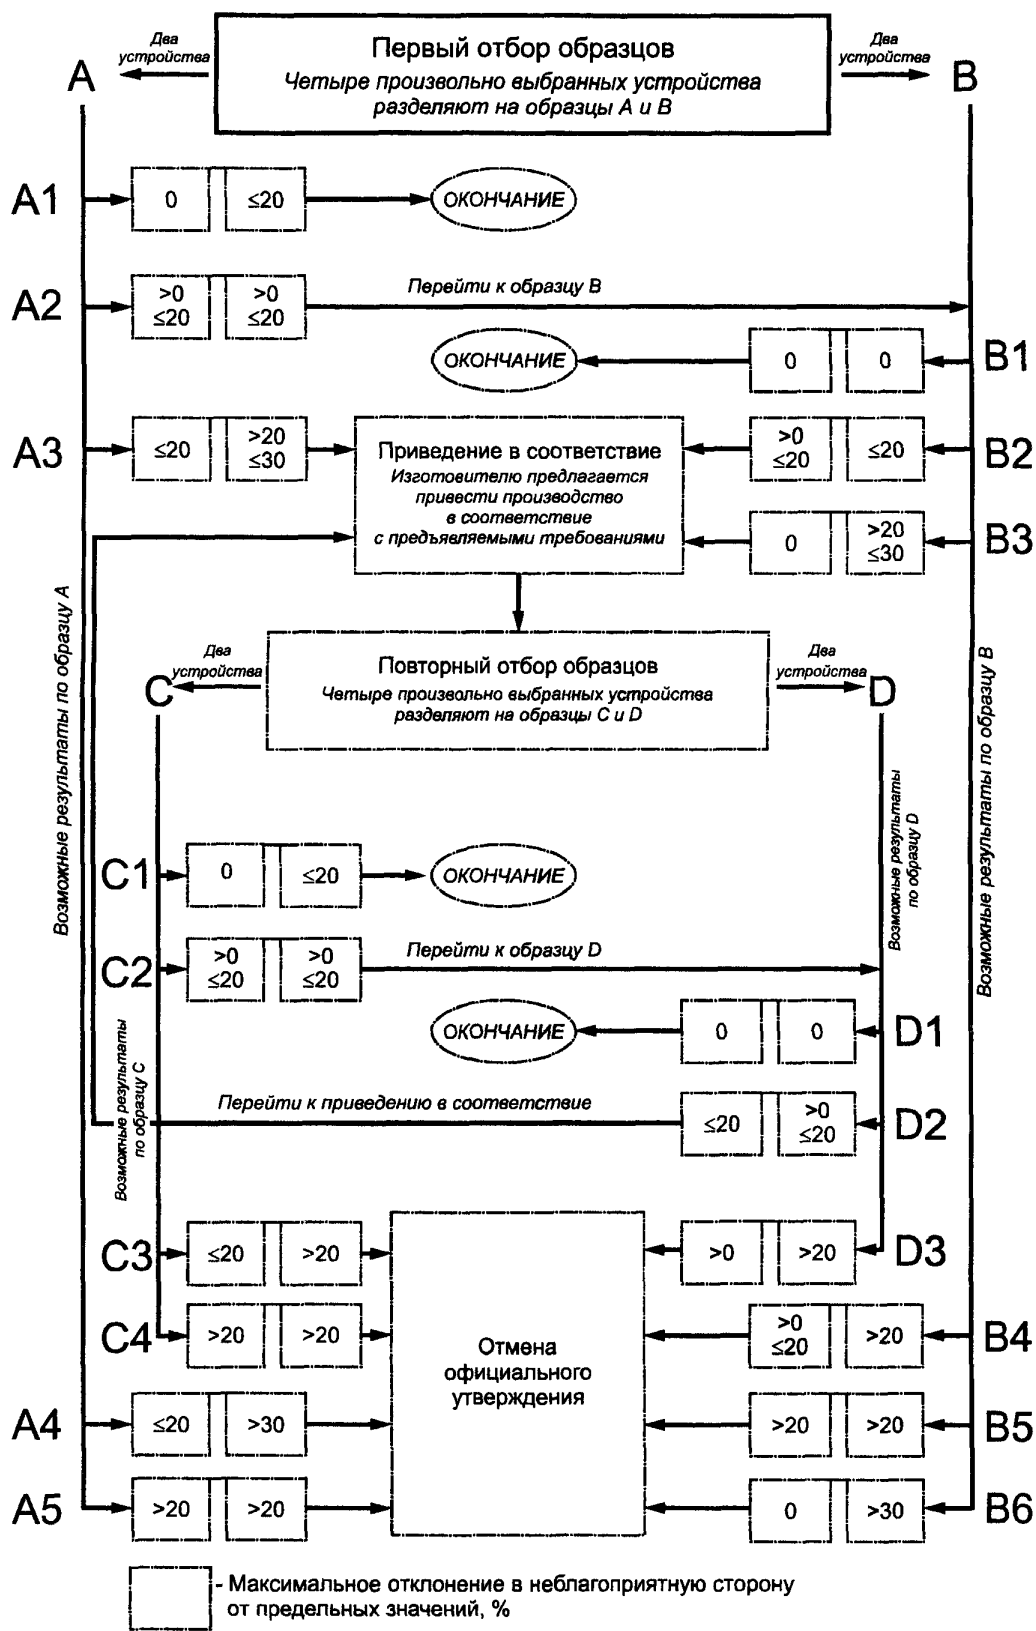 Два
устройства
Первый отбор образцов
Четыре произвольно выбранных устройства
разделяют на образцы А и В
Два
устройства
A
B
A1
0
≤20
ОКОНЧАНИЕ
A2
>0
≤20
>0
≤20
Перейти к образцу В
ОКОНЧАНИЕ
0
0
B1
A3
≤20
>20
≤30
Приведение в соответствие
Изготовителю предлагается
привести производство
в соответствие
с предъявляемыми требованиями
>0
≤20
≤20
B2
0
>20
≤30
B3
Возможные результаты по образцу А
Возможные результаты по образцу В
Два
устройства
Повторный отбор образцов
Четыре произвольно выбранных устройства
разделяют на образцы С и D
Два
устройства
C
D
Возможные результаты
по образцу D
C1
0
≤20
ОКОНЧАНИЕ
C2
>0
≤20
>0
≤20
Перейти к образцу D
ОКОНЧАНИЕ
0
0
D1
Возможные результаты
по образцу С
Перейти к приведению в соответствие
≤20
>0
≤20
D2
C3
≤20
>20
Отмена
официального
утверждения
>0
>20
D3
C4
>20
>20
>0
≤20
>20
B4
A4
≤20
>30
>20
>20
B5
A5
>20
>20
0
>30
B6
- Максимальное отклонение в неблагоприятную сторону
от предельных значений, %